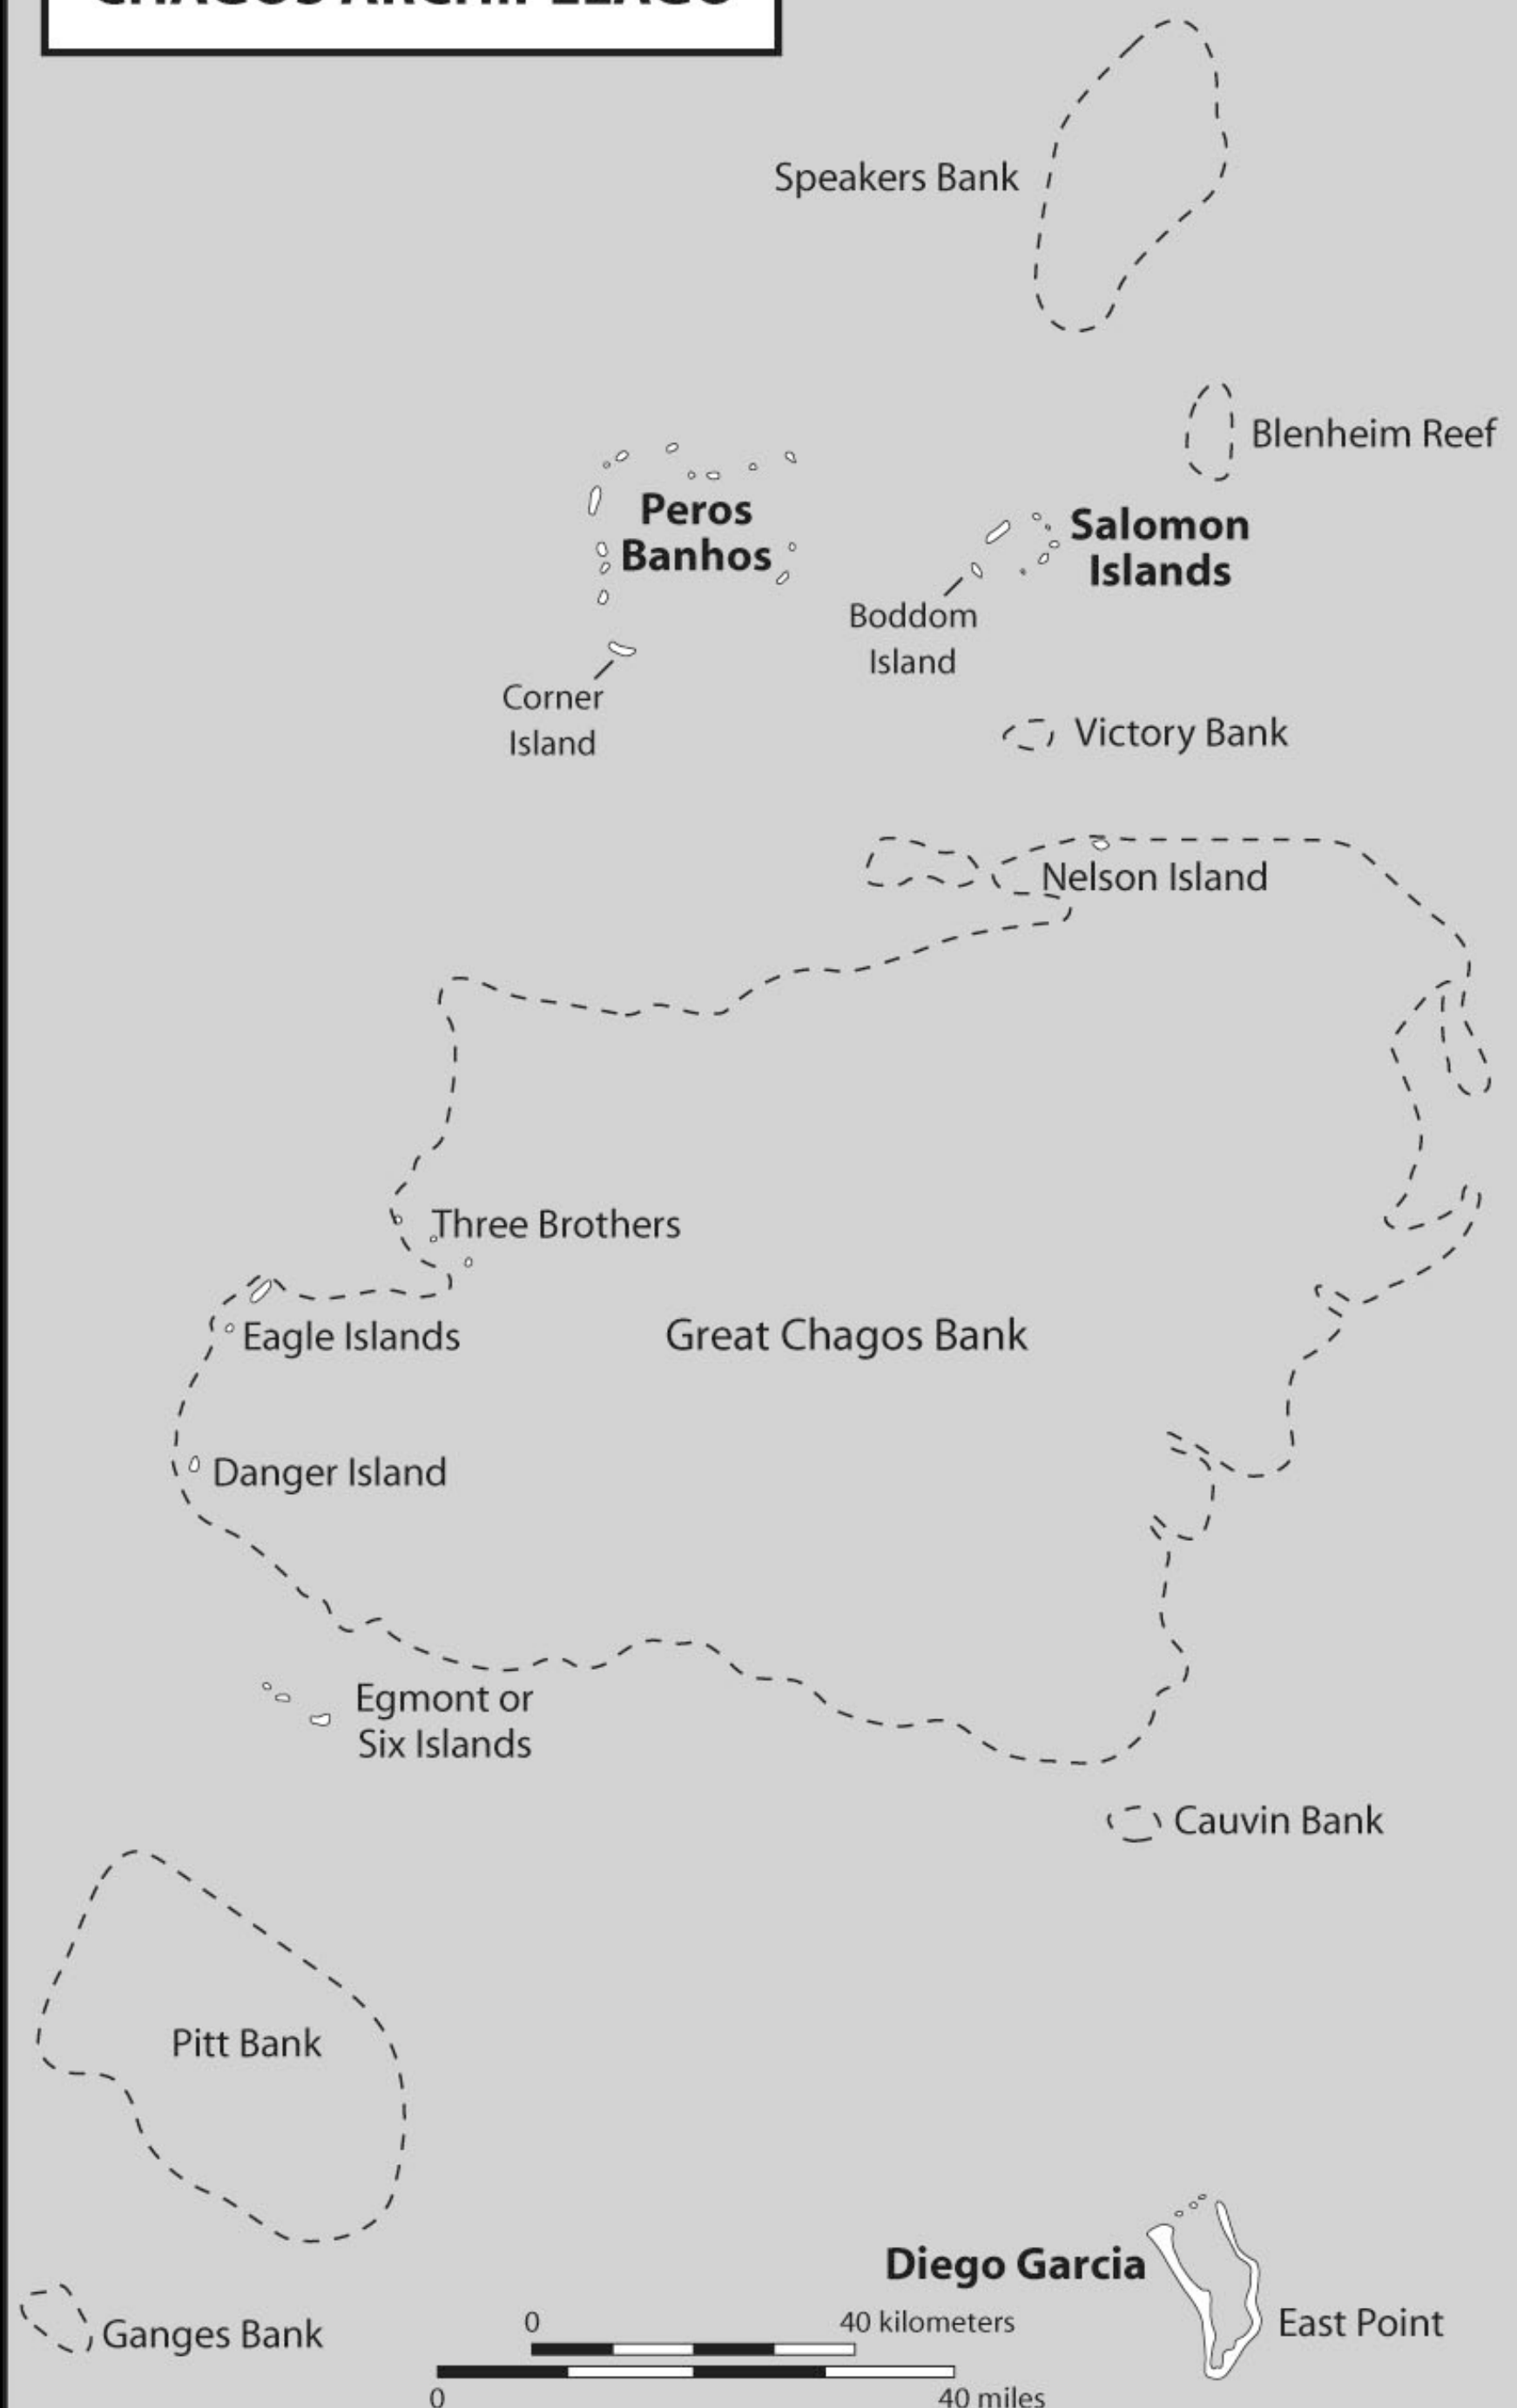 CHAGOS ARCHIPELAGO
Speakers Bank
Blenheim Reef
Peros
Banhos
Salomon
Islands
Boddom
Island
Corner
Island
Victory Bank
Nelson Island
Three Brothers
Eagle Islands
Great Chagos Bank
Danger Island
Egmont or
Six Islands
Cauvin Bank
Pitt Bank
Diego Garcia
East Point
Ganges Bank
0 40 kilometers
0 40 miles